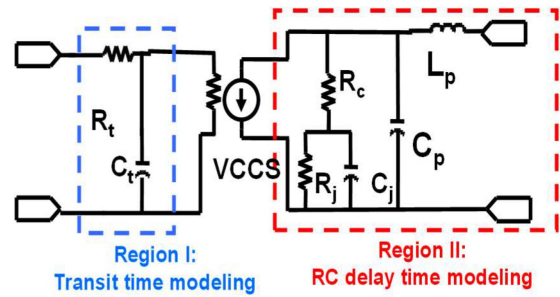 Rt
Ct
VCCS
Rc
Rj
Cj
Cp
Lp
Region I:
Transit time modeling
Region II:
RC delay time modeling